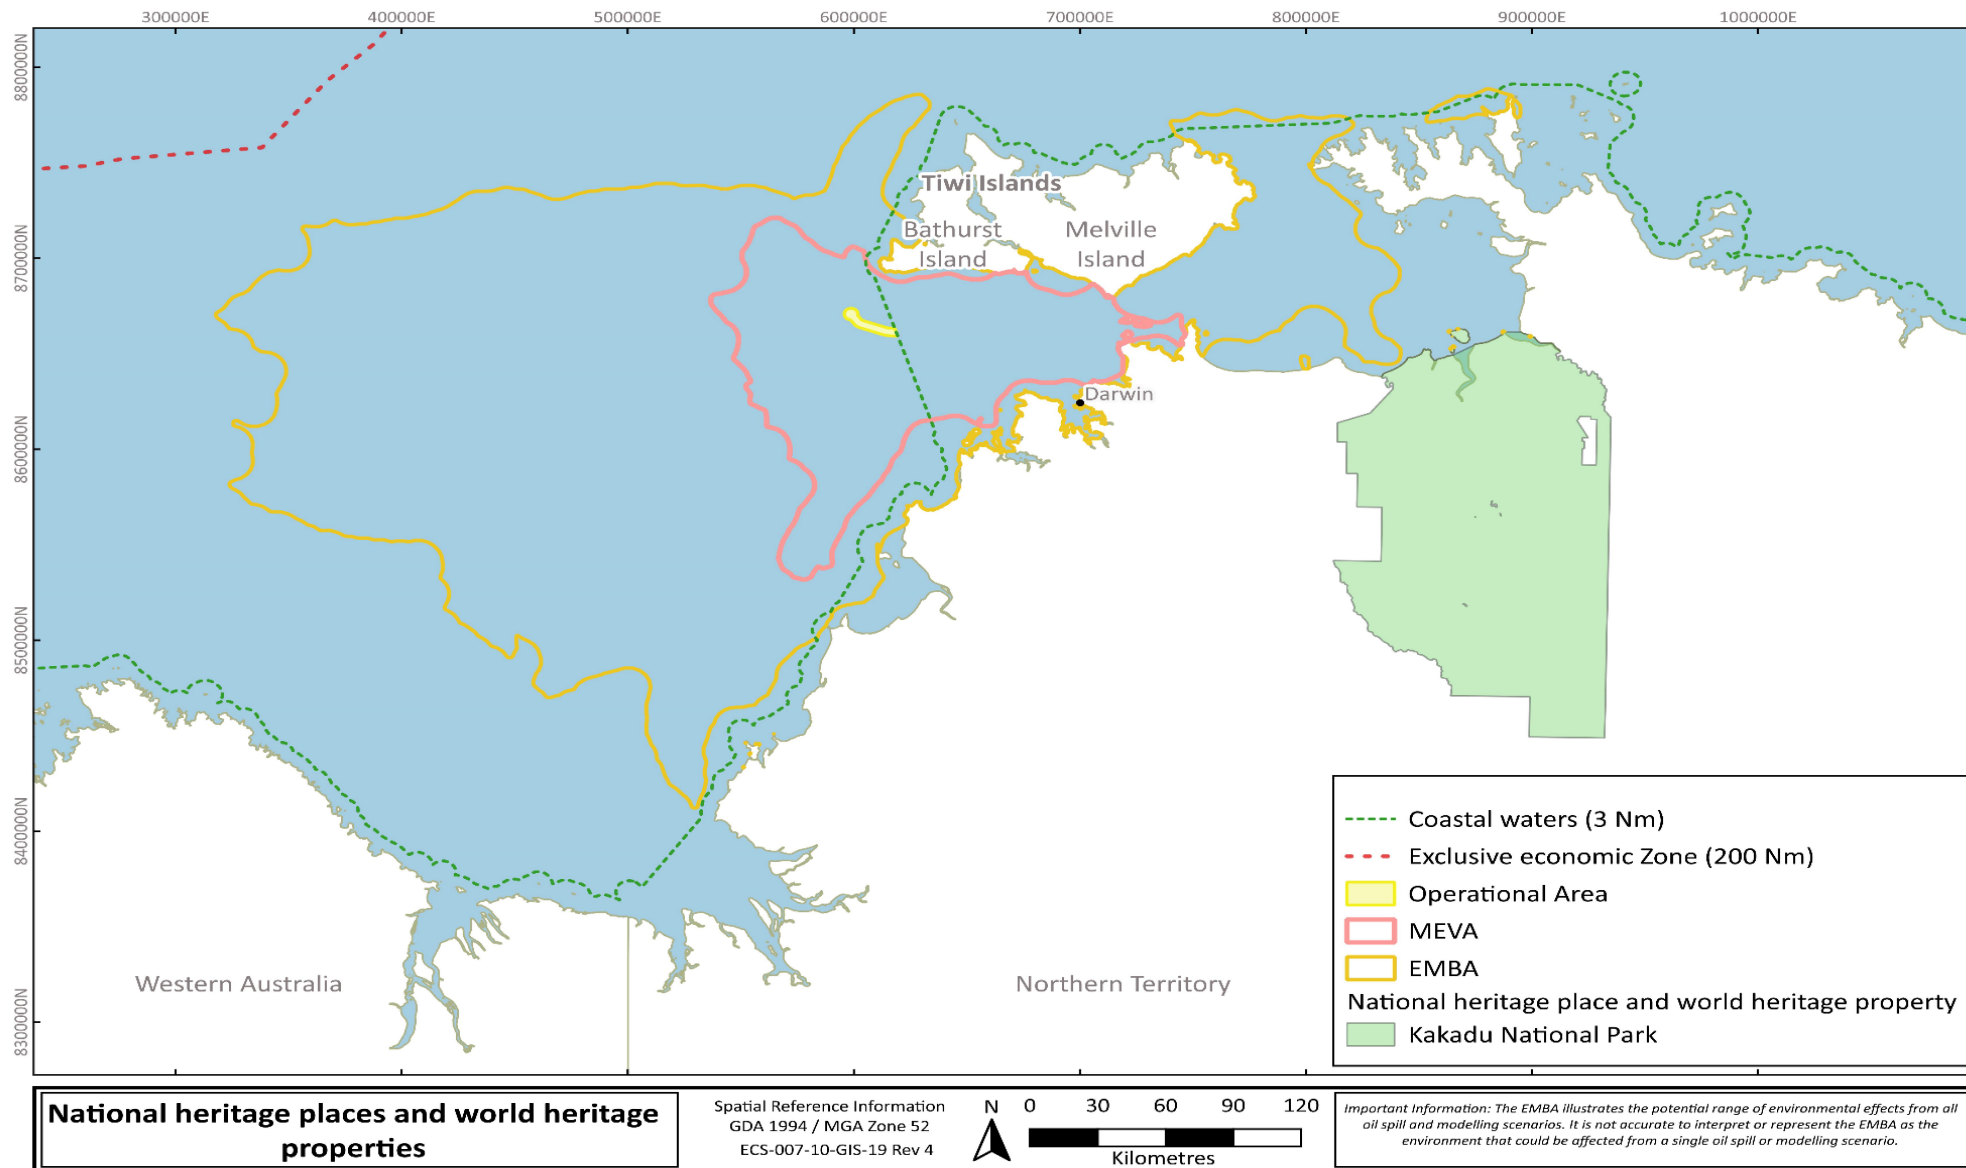 300000E 400000E 500000E 600000E 700000E 800000E 900000E 1000000E
8800000N
8700000N
8600000N
8500000N
8400000N
8300000N
Tiwi Islands
Bathurst
Island
Melville
Island
Darwin
Western Australia
Northern Territory
Coastal waters (3 Nm)
Exclusive economic Zone (200 Nm)
Operational Area
MEVA
EMBA
National heritage place and world heritage property
Kakadu National Park
National heritage places and world heritage
properties
Spatial Reference Information
GDA 1994 / MGA Zone 52
ECS-007-10-GIS-19 Rev 4
N
0 30 60 90 120
Kilometres
Important Information: The EMBA illustrates the potential range of environmental effects from all
oil spill and modelling scenarios. It is not accurate to interpret or represent the EMBA as the
environment that could be affected from a single oil spill or modelling scenario.